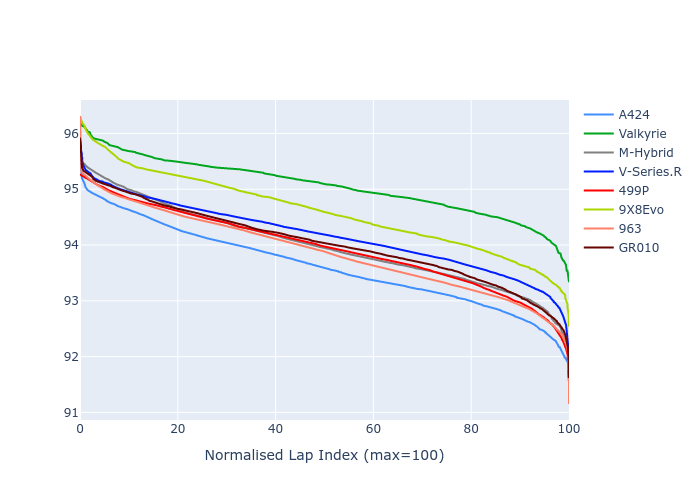 96
95
94
93
92
91
0 20 40 60 80 100
Normalised Lap Index (max=100)
A424
Valkyrie
M-Hybrid
V-Series.R
499P
9X8Evo
963
GR010